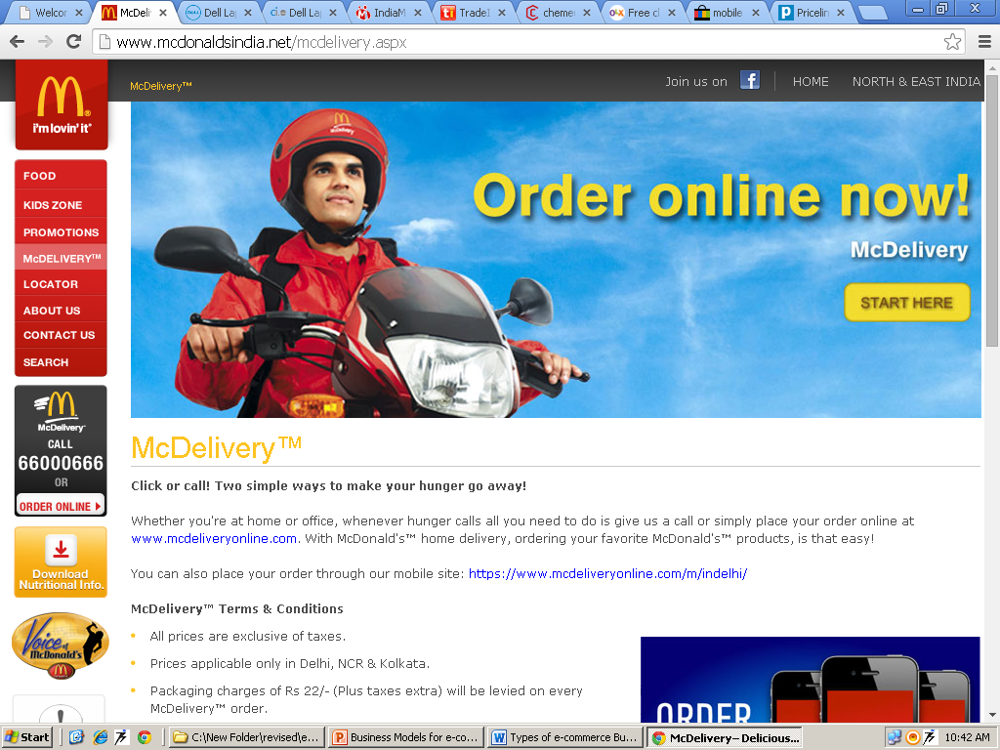 Welcor
McDeli
Dell La
Dell La
IndiaM
TradeI
cheme
Free cl
mobile
Pricelin
www.mcdonaldsindia.net/mcdelivery.aspx
i'm lovin' it®
McDelivery™
Join us on
HOME
NORTH & EAST INDIA
FOOD
KIDS ZONE
PROMOTIONS
McDELIVERY™
LOCATOR
ABOUT US
CONTACT US
SEARCH
McDelivery
Order online now!
McDelivery
START HERE
McDelivery™
CALL
66000666
OR
ORDER ONLINE
Download
Nutritional Info.
Voice of
McDonald's
McDelivery™
Click or call! Two simple ways to make your hunger go away!
Whether you're at home or office, whenever hunger calls all you need to do is give us a call or simply place your order online at
www.mcdeliveryonline.com. With McDonald's™ home delivery, ordering your favorite McDonald's™ products, is that easy!
You can also place your order through our mobile site: https://www.mcdeliveryonline.com/m/indelhi/
McDelivery™ Terms & Conditions
All prices are exclusive of taxes.
Prices applicable only in Delhi, NCR & Kolkata.
Packaging charges of Rs 22/- (Plus taxes extra) will be levied on every
McDelivery™ order.
ORDER
Start
C:\New Folder\revised\e...
Business Models for e-co...
Types of e-commerce Bu...
McDelivery-- Delicious...
10:42 AM